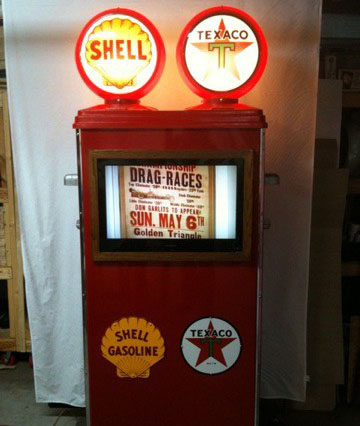 SHELL
TEXACO
T
CHAMPIONSHIP
DRAG-RACES
DON GARLITS TO APPEAR!
SUN. MAY 6TH
Golden Triangle
SHELL
GASOLINE
TEXACO
T